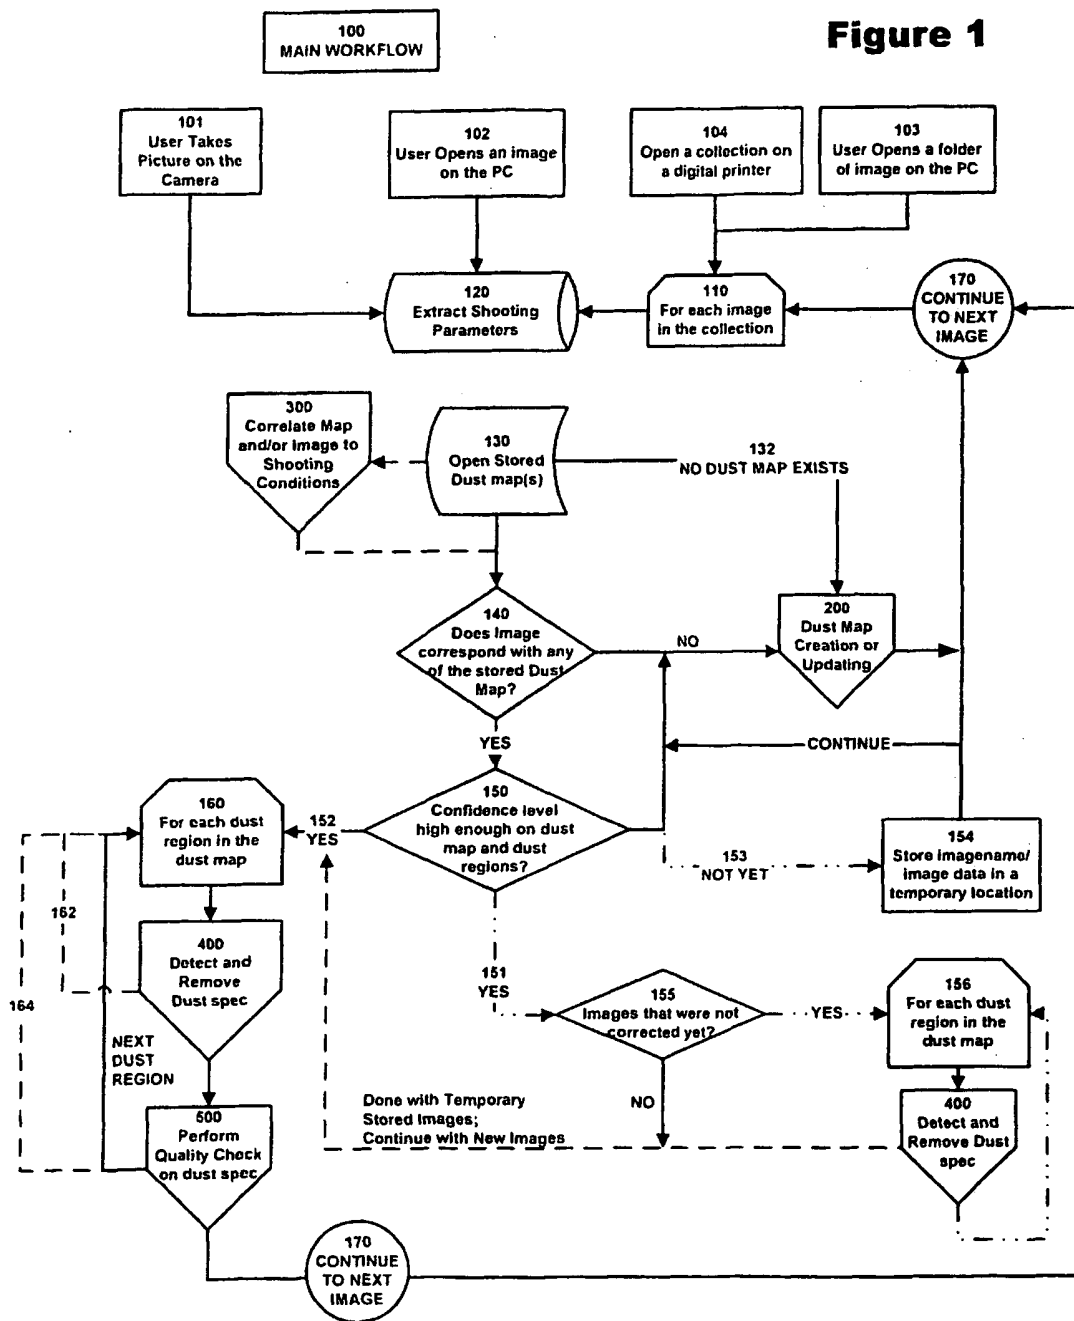 Figure 1
100
MAIN WORKFLOW
101
User Takes
Picture on the
Camera
102
User Opens an image
on the PC
104
Open a collection on
a digital printer
103
User Opens a folder
of image on the PC
120
Extract Shooting
Parameters
110
For each image
in the collection
170
CONTINUE
TO NEXT
IMAGE
300
Correlate Map
and/or Image to
Shooting
Conditions
130
Open Stored
Dust map(s)
132
NO DUST MAP EXISTS
140
Does Image
correspond with any
of the stored Dust
Map?
NO
200
Dust Map
Creation or
Updating
YES
CONTINUE
150
Confidence level
high enough on dust
map and dust
regions?
152
YES
160
For each dust
region in the
dust map
153
NOT YET
154
Store imagename/
image data in a
temporary location
162
400
Detect and
Remove
Dust spec
164
151
YES
155
Images that were not
corrected yet?
YES
156
For each dust
region in the
dust map
NEXT
DUST
REGION
NO
Done with Temporary
Stored Images;
Continue with New Images
400
Detect and
Remove Dust
spec
500
Perform
Quality Check
on dust spec
170
CONTINUE
TO NEXT
IMAGE